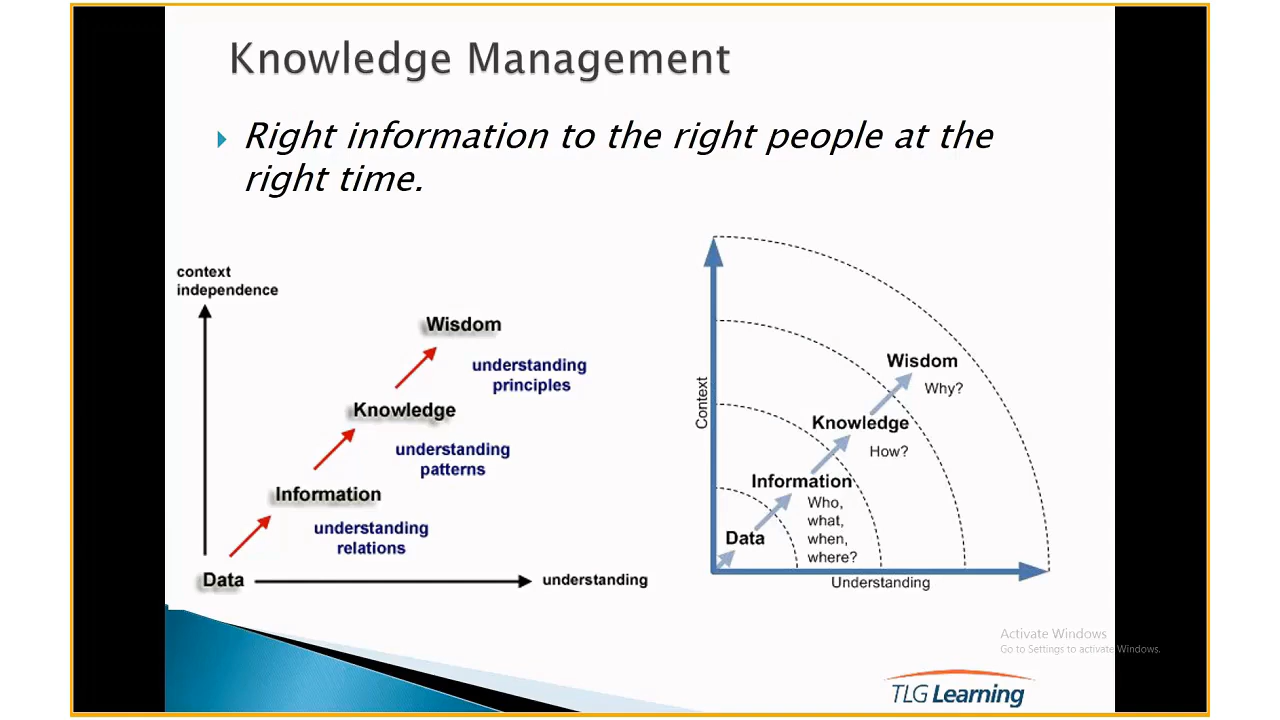 Knowledge Management
Right information to the right people at the
right time.
context
independence
Wisdom
understanding
principles
Knowledge
understanding
patterns
Information
understanding
relations
Data
understanding
Context
Wisdom
Why?
Knowledge
How?
Information
Who,
what,
when,
where?
Data
Understanding
Activate Windows
Go to Settings to activate Windows.
TLG Learning